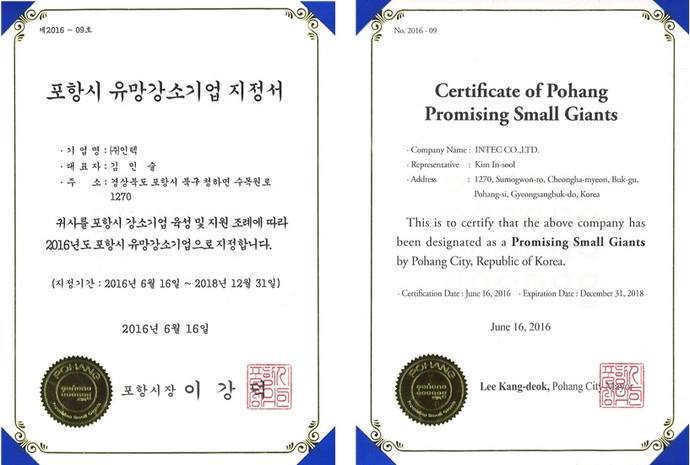 제2016 - 09호
포항시 유망강소기업 지정서
· 기 업 명 : ㈜인텍
· 대 표 자 : 김 인 술
· 주 소 : 경상북도 포항시 북구 청하면 수목원로
1270
귀사를 포항시 강소기업 육성 및 지원 조례에 따라
2016년도 포항시 유망강소기업으로 지정합니다.
(지정기간 : 2016년 6월 16일 ~ 2018년 12월 31일)
2016년 6월 16일
포항시장 이 강 덕
POHANG
Promising Small Giants
No. 2016 - 09
Certificate of Pohang
Promising Small Giants
· Company Name : INTEC CO.,LTD.
· Representative : Kim In-sool
· Address : 1270, Sumogwon-ro, Cheongha-myeon, Buk-gu,
Pohang-si, Gyeongsangbuk-do, Korea
This is to certify that the above company has
been designated as a Promising Small Giants
by Pohang City, Republic of Korea.
· Certification Date : June 16, 2016 · Expiration Date : December 31, 2018
June 16, 2016
Lee Kang-deok, Pohang City Mayor
POHANG
Promising Small Giants